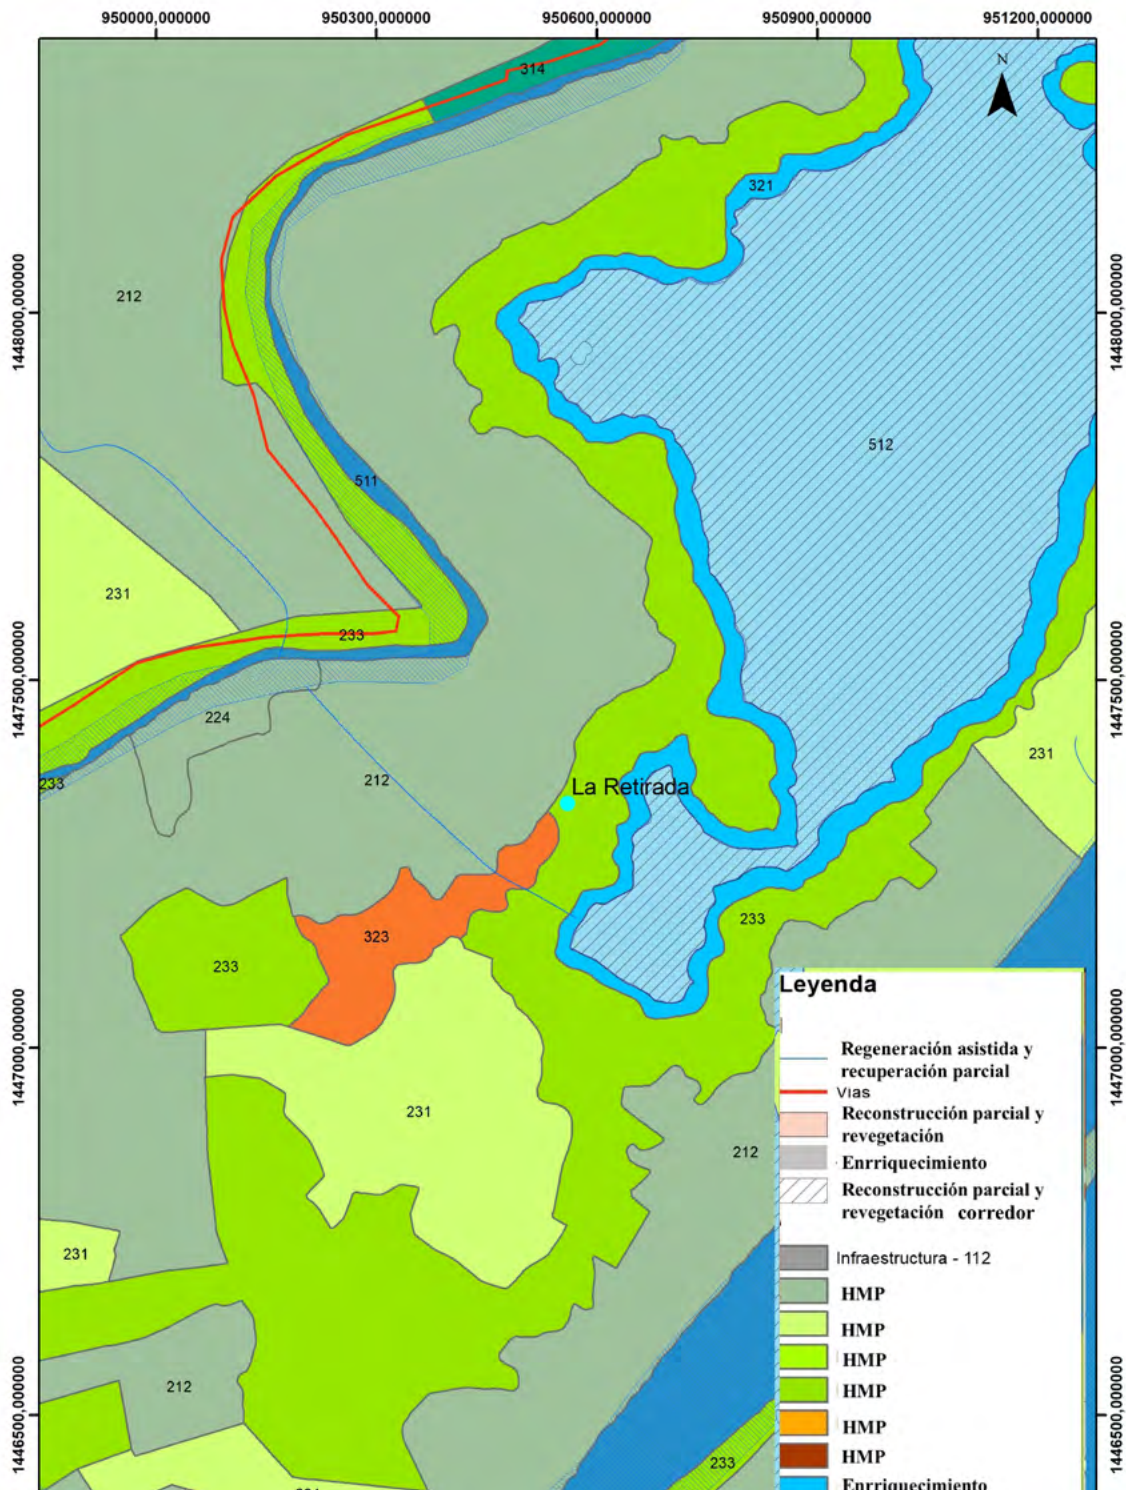 950000,000000 950300,000000 950600,000000 950900,000000 951200,000000
N
314
321
212
1448000,000000
1448000,000000
512
511
231
233
1447500,000000
1447500,000000
224
231
212
233
La Retirada
233
323
233
Leyenda
Regeneración asistida y
recuperación parcial
Vias
Reconstrucción parcial y
revegetación
Enrriquecimiento
Reconstrucción parcial y
revegetación corredor
Infraestructura - 112
HMP
HMP
HMP
HMP
HMP
HMP
Enrriquecimiento
1447000,000000
1447000,000000
231
212
231
212
1446500,000000
1446500,000000
233